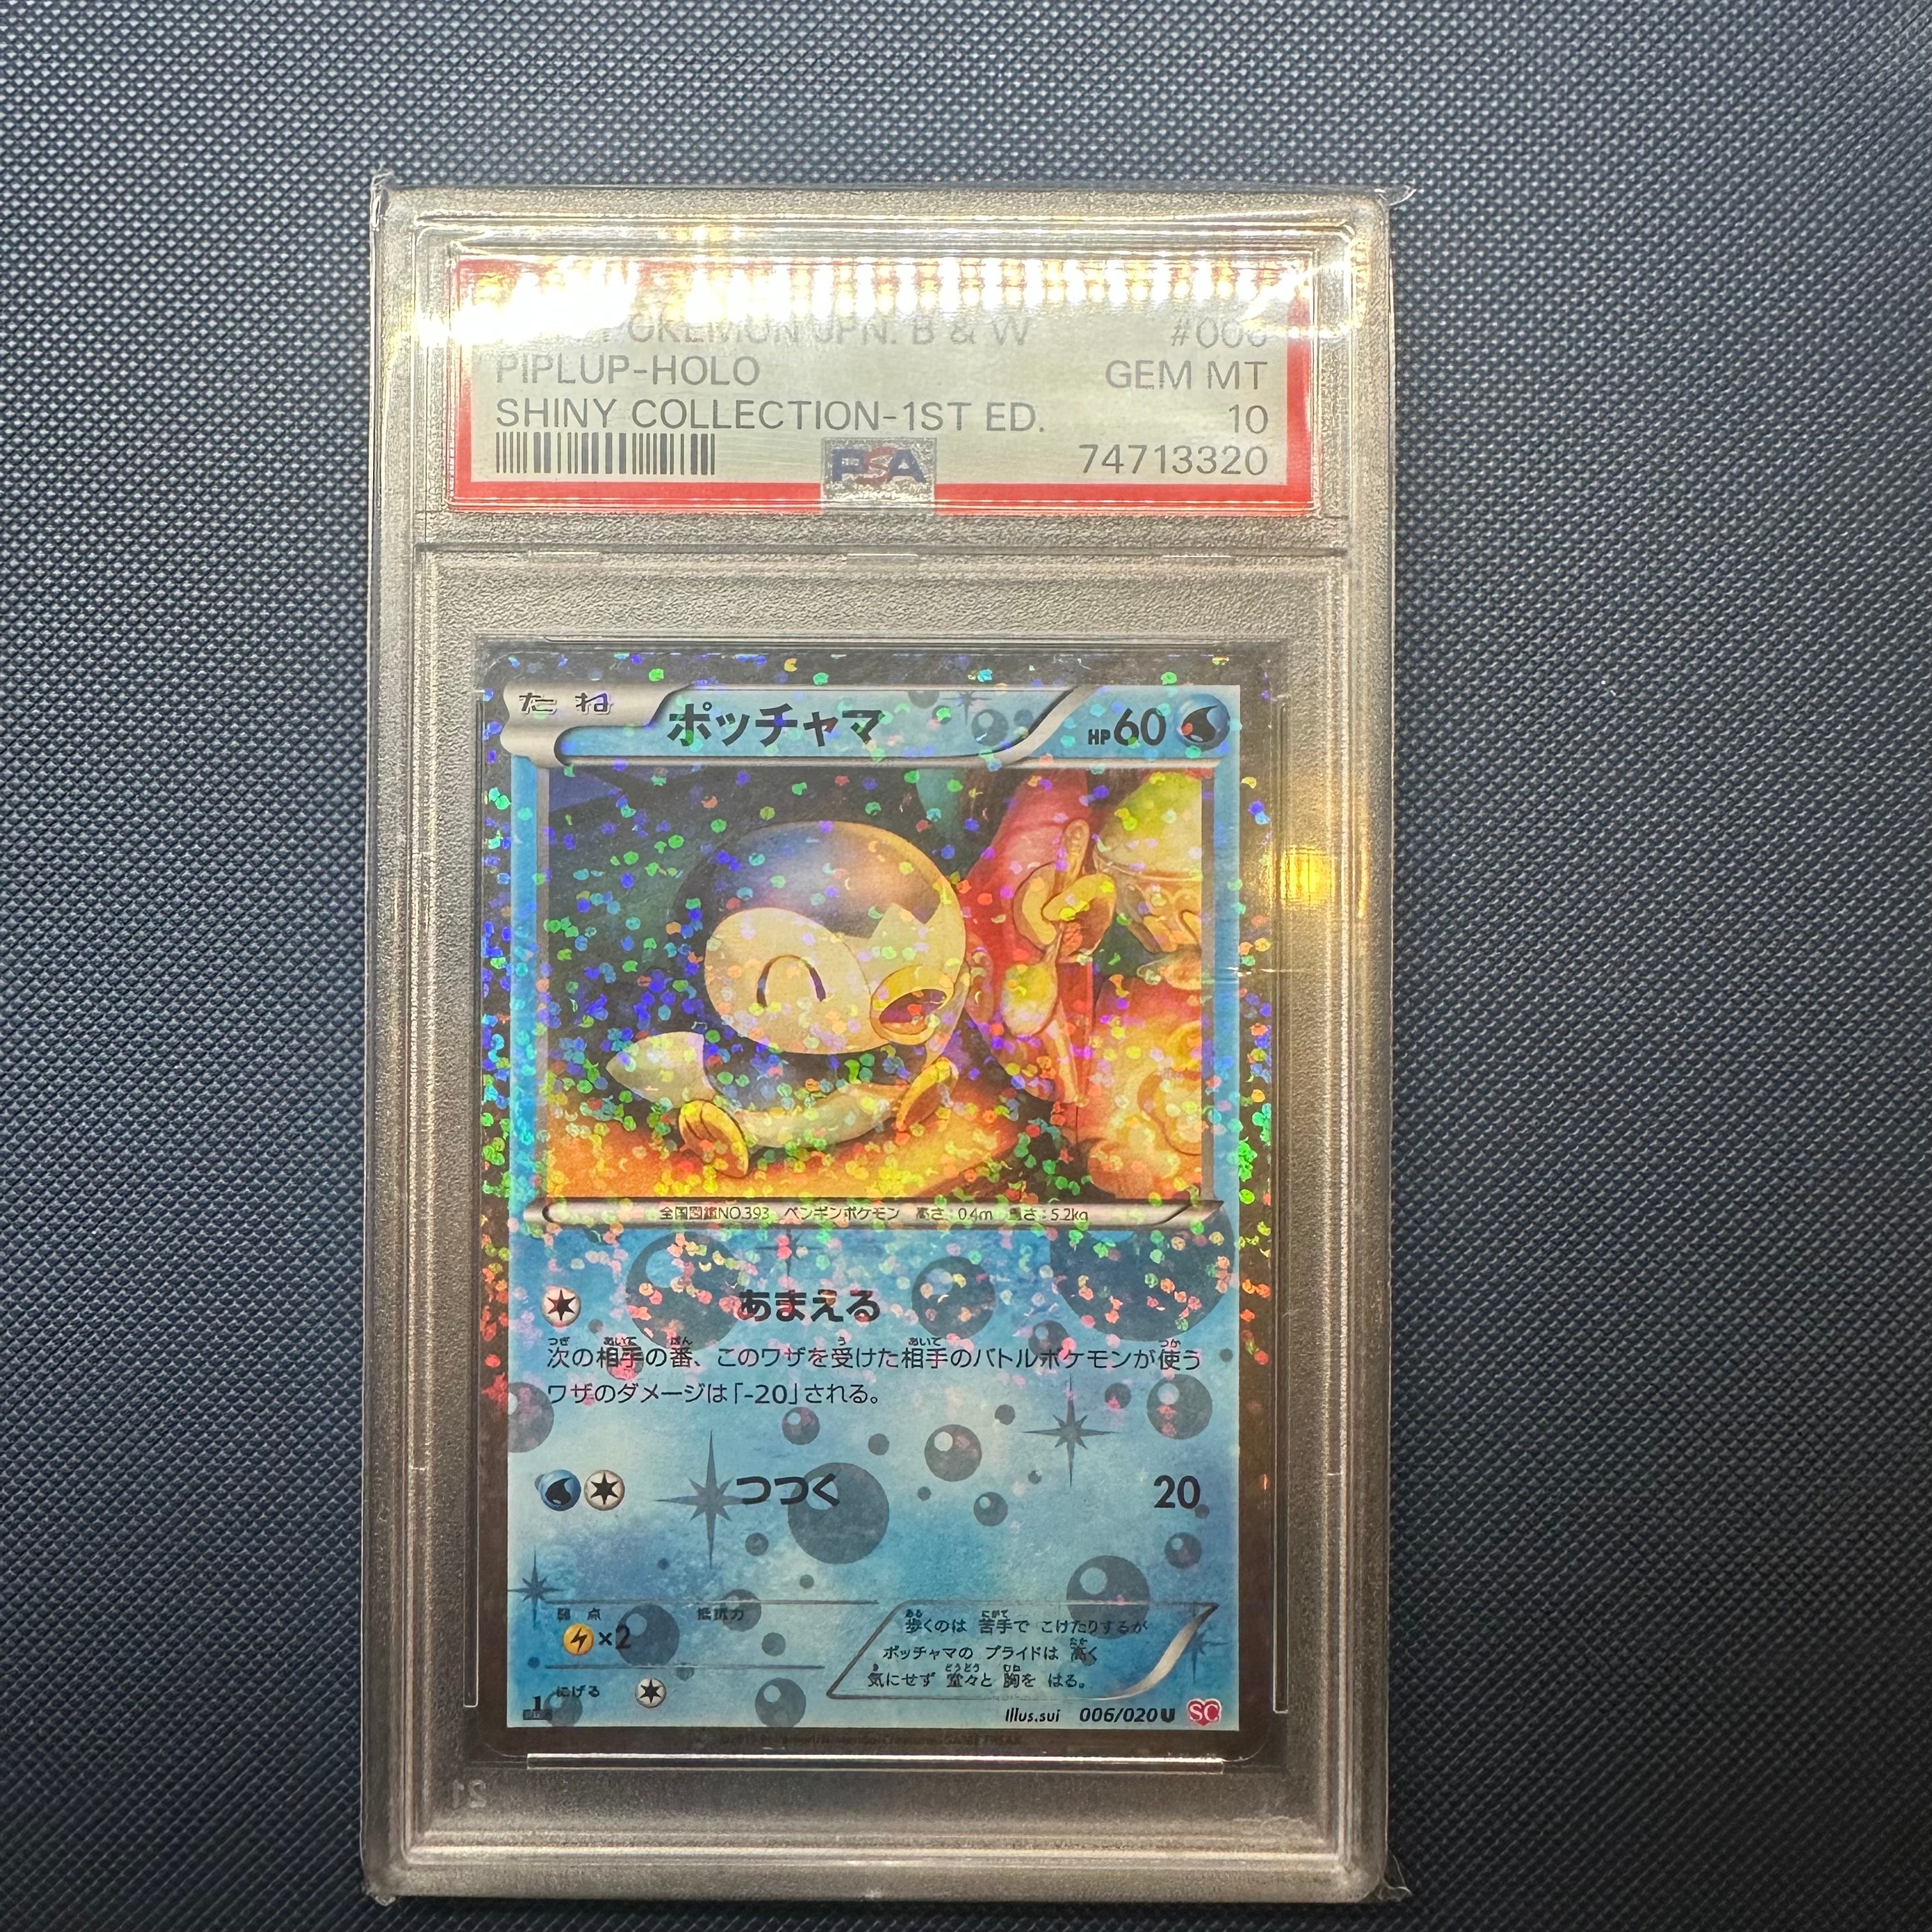 POKEMON JPN. B & W #006
PIPLUP-HOLO GEM MT
SHINY COLLECTION-1ST ED. 10
PSA 74713320
たね ポッチャマ HP60
全国図鑑NO.393 ペンギンポケモン 高さ:0.4m 重さ:5.2kg
あまえる
次の相手の番、このワザを受けた相手のバトルポケモンが使う
ワザのダメージは「-20」される。
つつく 20
弱点 抵抗力
×2
にげる
歩くのは 苦手で こけたりするが
ポッチャマの プライドは 高く
気にせず 堂々と 胸を はる。
1
Illus.sui 006/020 U SC